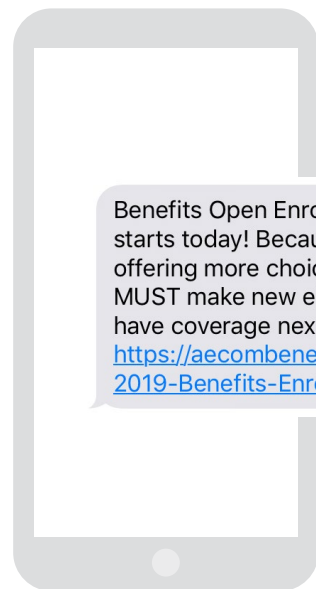 Benefits Open Enro
starts today! Becau
offering more choic
MUST make new e
have coverage nex
https://aecombene
2019-Benefits-Enro